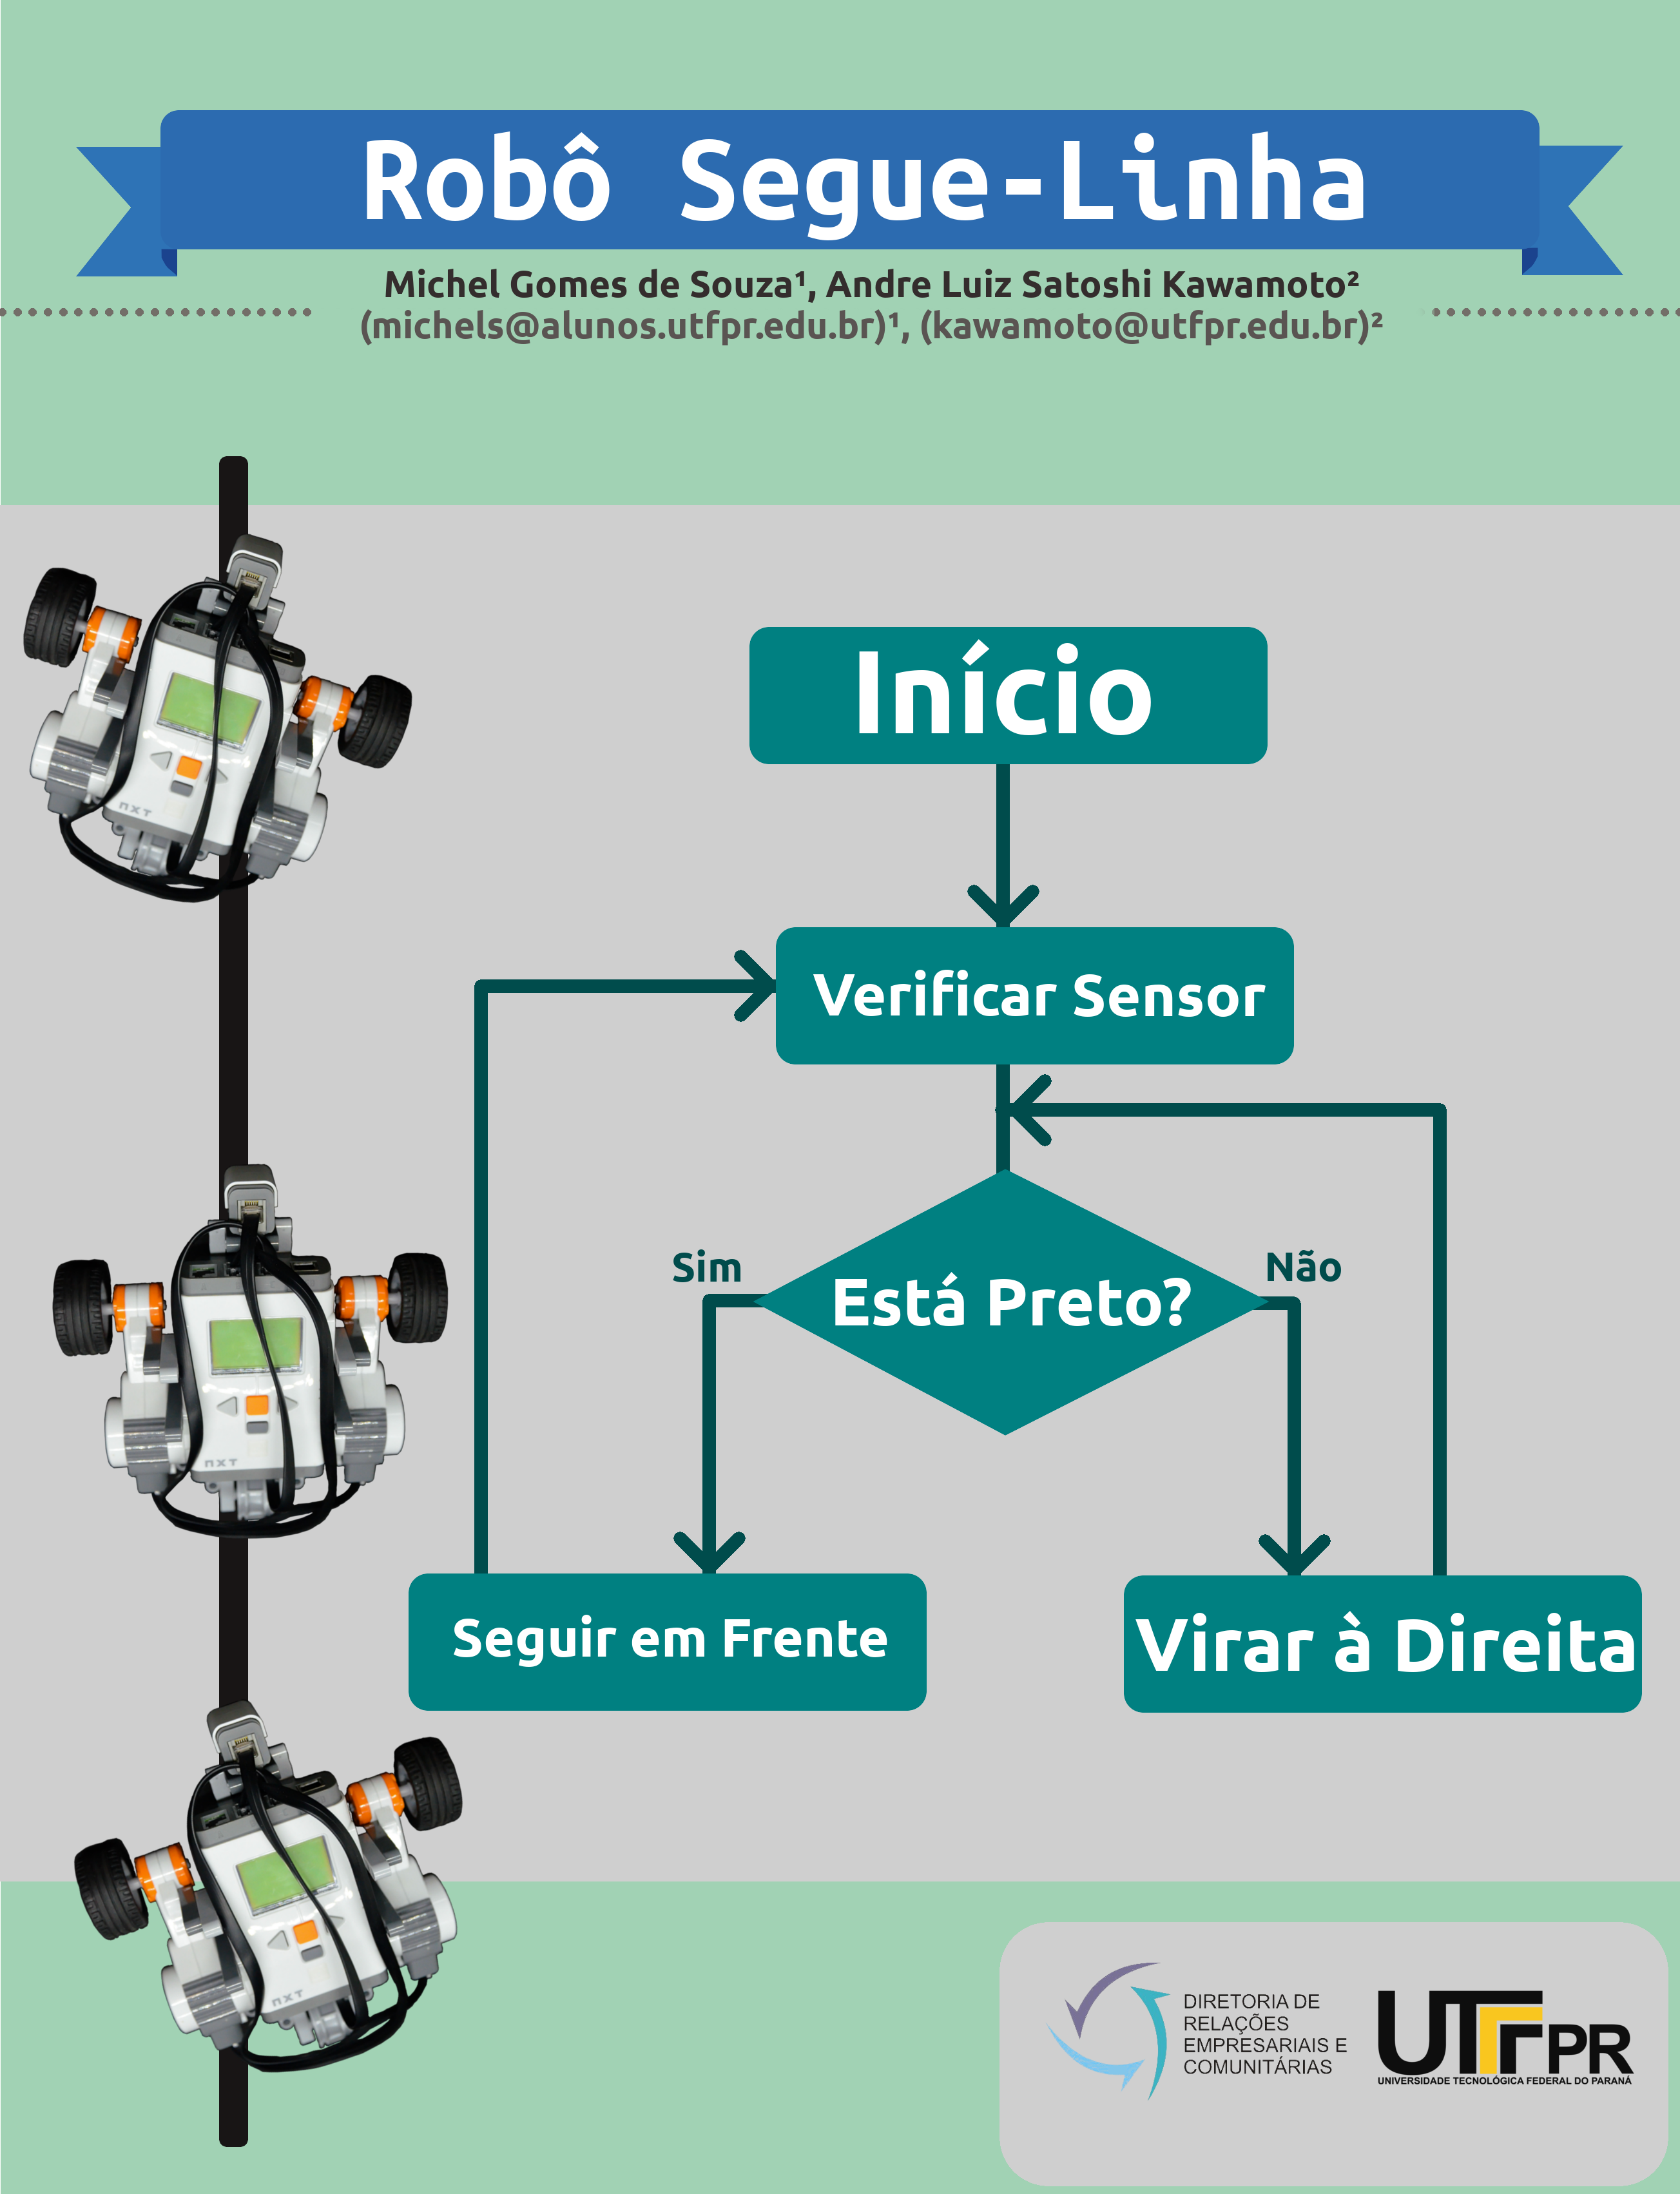 Robô Segue-Linha
Michel Gomes de Souza¹, Andre Luiz Satoshi Kawamoto²
(michels@alunos.utfpr.edu.br)¹, (kawamoto@utfpr.edu.br)²
Início
Verificar Sensor
Sim
Não
Está Preto?
Seguir em Frente
Virar à Direita
NXT
NXT
NXT
DIRETORIA DE
RELAÇÕES
EMPRESARIAIS E
COMUNITÁRIAS
UTFPR
UNIVERSIDADE TECNOLÓGICA FEDERAL DO PARANÁ